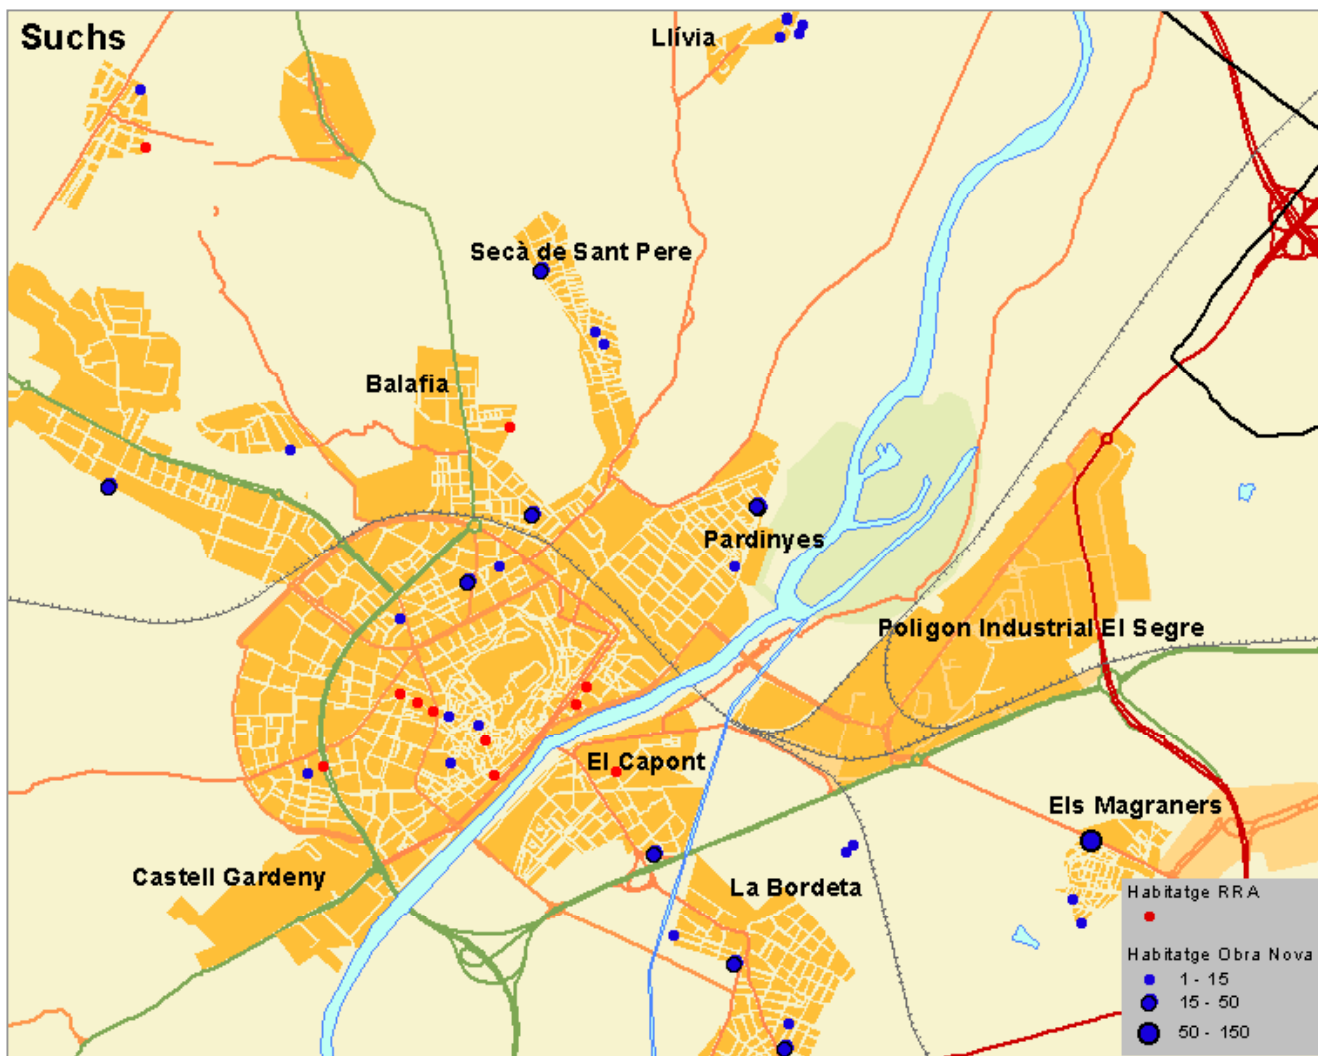 Suchs
Llívia
Secà de Sant Pere
Balafia
Pardinyes
Poligon Industrial El Segre
El Capont
Els Magraners
Castell Gardeny
La Bordeta
Habitatge RRA
Habitatge Obra Nova
1 - 15
15 - 50
50 - 150